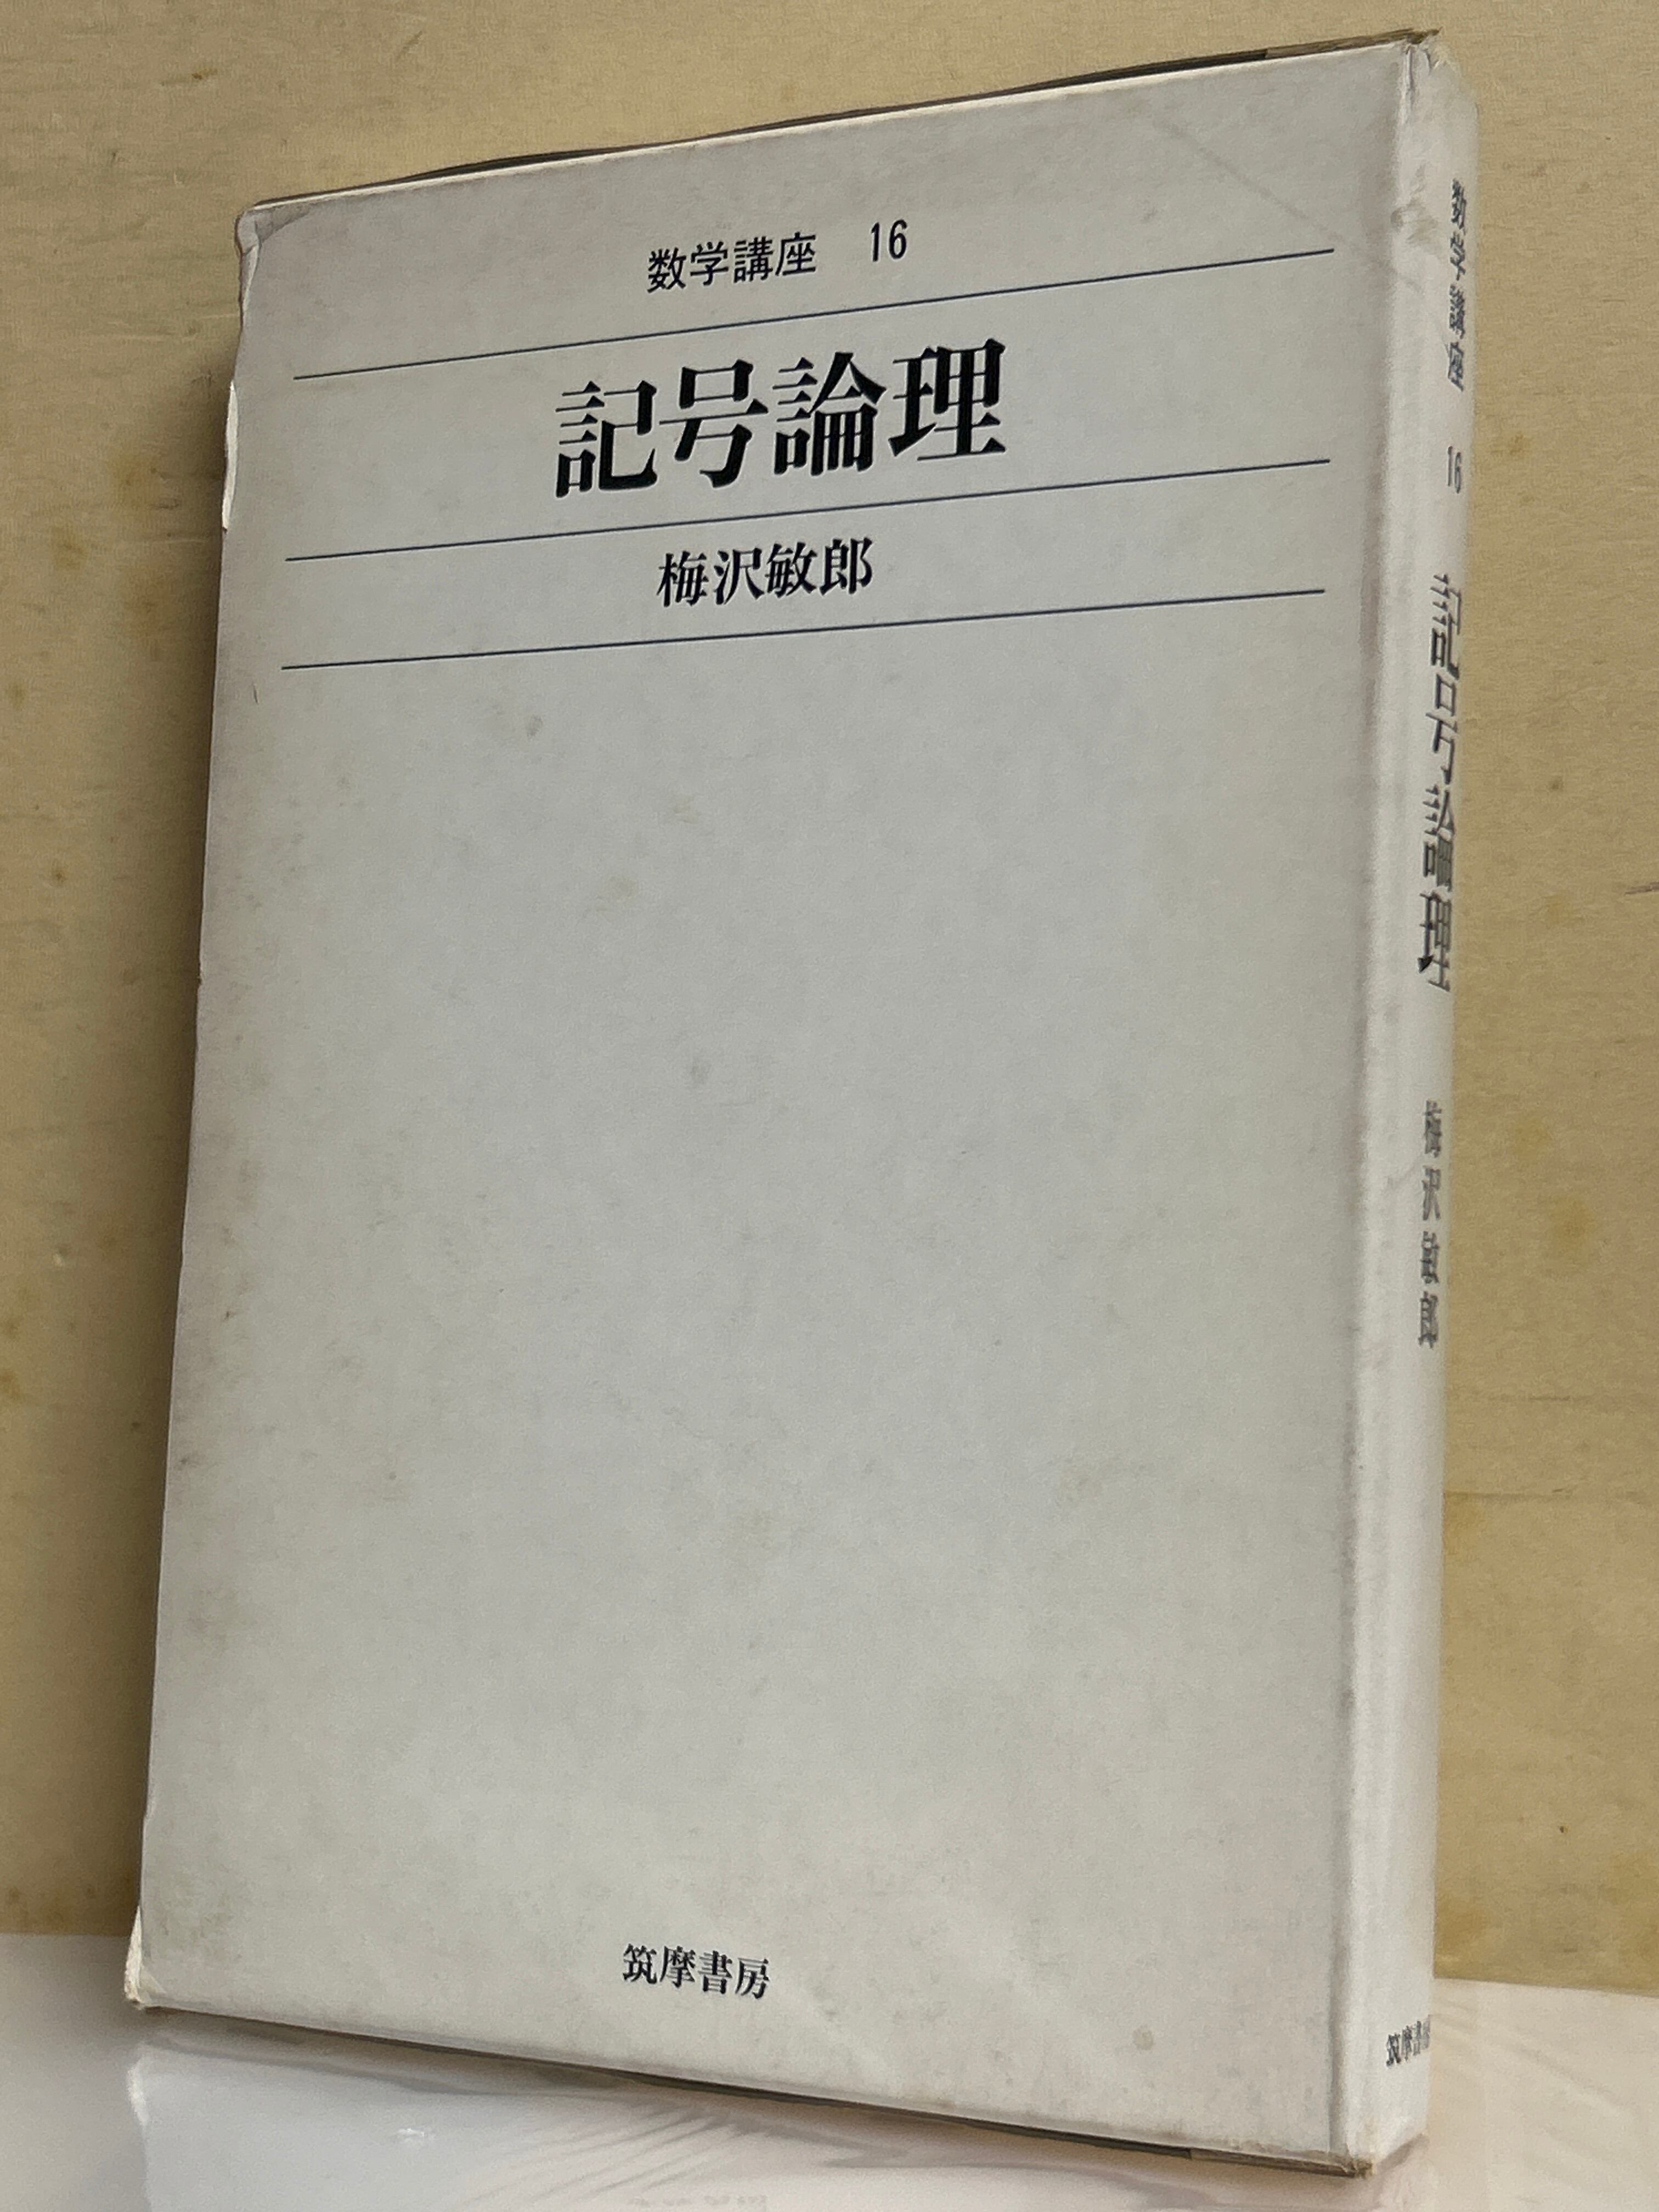 数学講座 16
記号論理
梅沢敏郎
筑摩書房
数学講座 16 記号論理 梅沢敏郎 筑摩書房